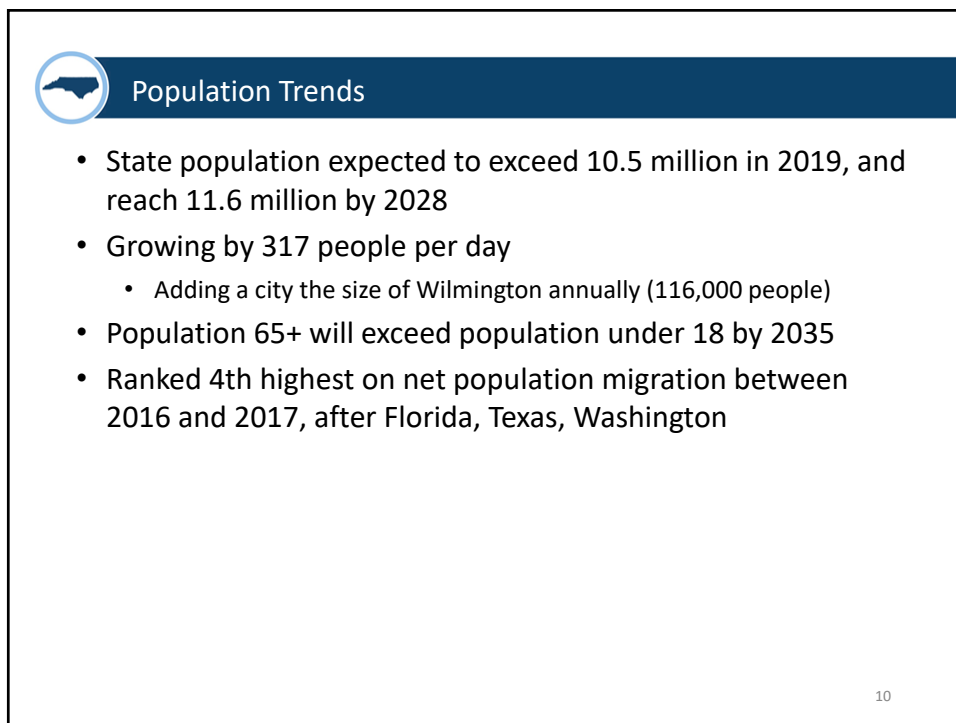 Population Trends
• State population expected to exceed 10.5 million in 2019, and
reach 11.6 million by 2028
• Growing by 317 people per day
• Adding a city the size of Wilmington annually (116,000 people)
• Population 65+ will exceed population under 18 by 2035
• Ranked 4th highest on net population migration between
2016 and 2017, after Florida, Texas, Washington
10